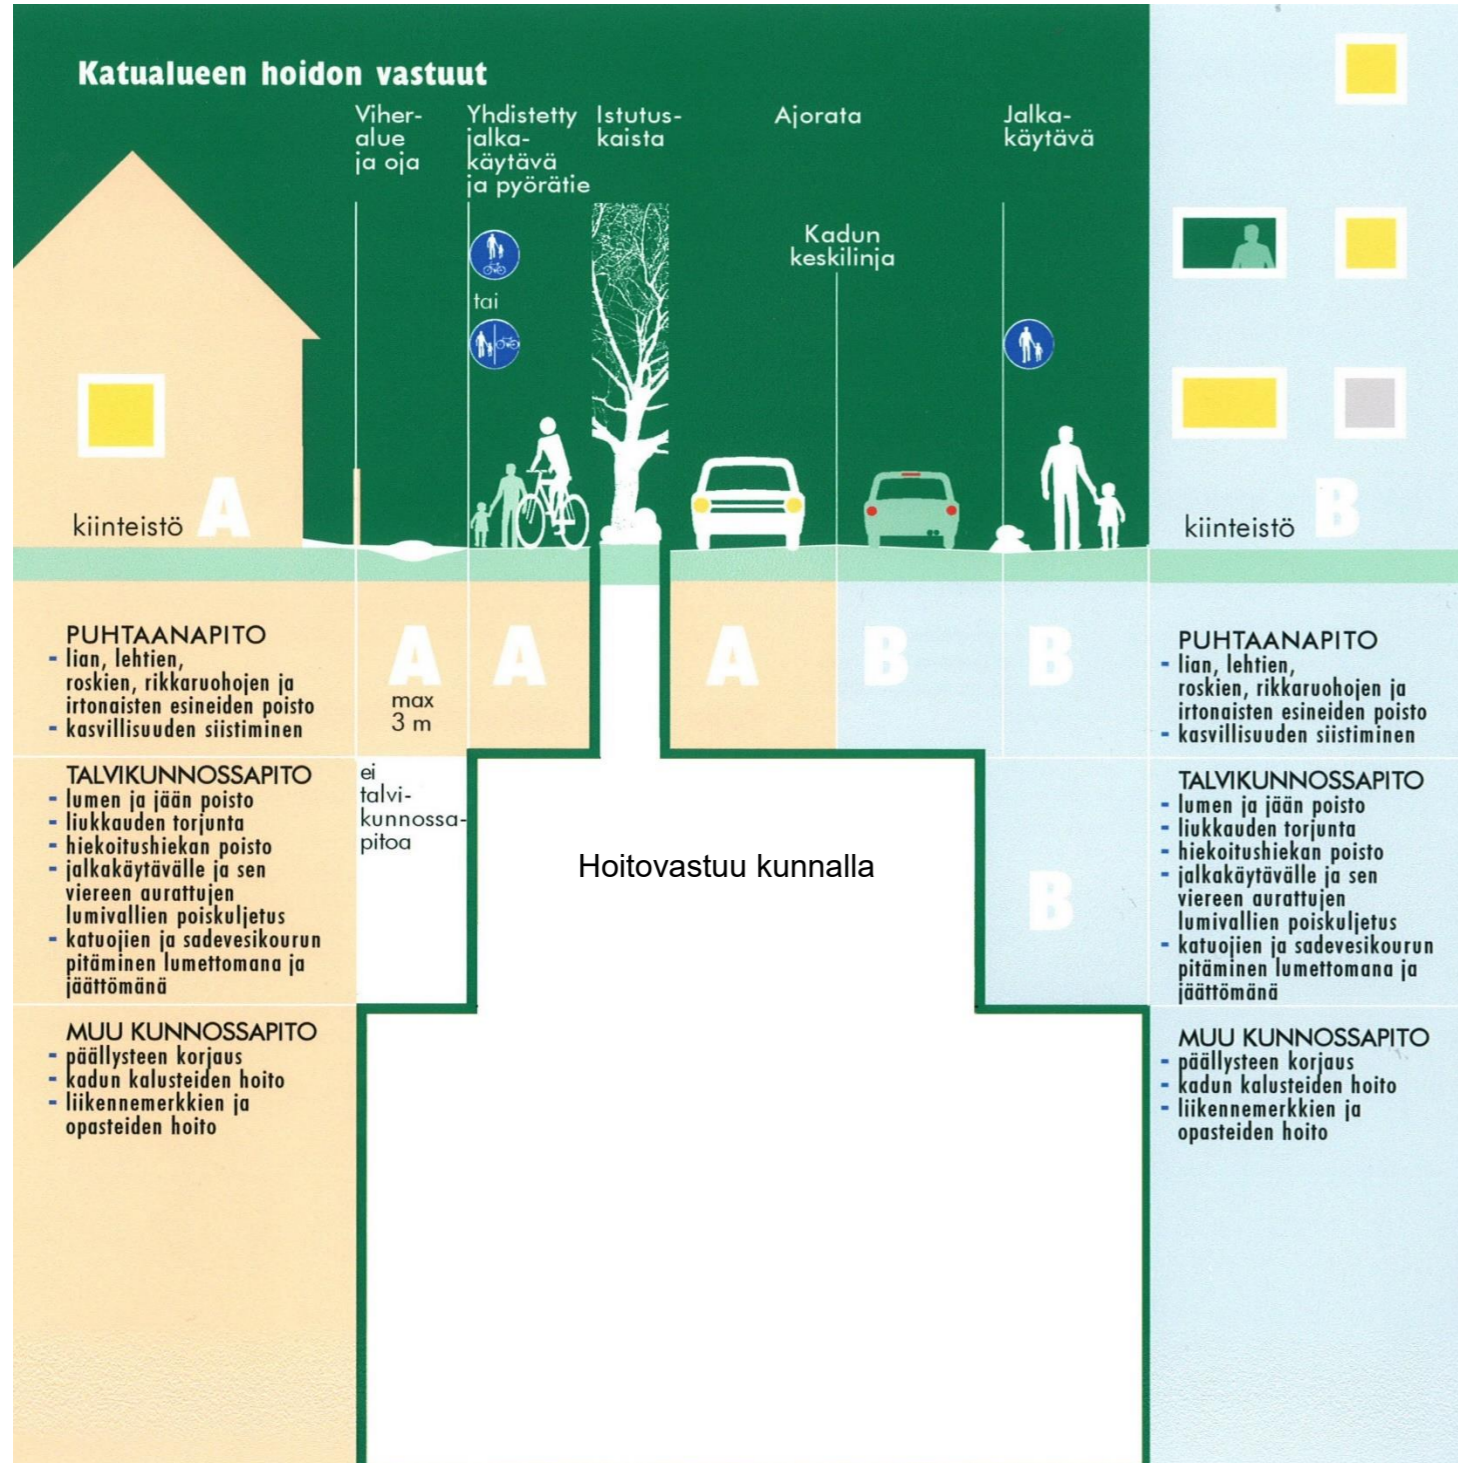 Katualueen hoidon vastuut
Viher-
alue
ja oja
Yhdistetty
jalka-
käytävä
ja pyörätie
Istutus-
kaista
Ajorata
Jalka-
käytävä
Kadun
keskilinja
tai
kiinteistö A
kiinteistö B
PUHTAANAPITO
- lian, lehtien,
roskien, rikkaruohojen ja
irtonaisten esineiden poisto
- kasvillisuuden siistiminen
A
max
3 m
A
A
B
B
PUHTAANAPITO
- lian, lehtien,
roskien, rikkaruohojen ja
irtonaisten esineiden poisto
- kasvillisuuden siistiminen
TALVIKUNNOSSAPITO
- lumen ja jään poisto
- liukkauden torjunta
- hiekoitushiekan poisto
- jalkakäytävälle ja sen
viereen aurattujen
lumivallien poiskuljetus
- katuojien ja sadevesikourun
pitäminen lumettomana ja
jäättömänä
ei
talvi-
kunnossa-
pitoa
Hoitovastuu kunnalla
B
TALVIKUNNOSSAPITO
- lumen ja jään poisto
- liukkauden torjunta
- hiekoitushiekan poisto
- jalkakäytävälle ja sen
viereen aurattujen
lumivallien poiskuljetus
- katuojien ja sadevesikourun
pitäminen lumettomana ja
jäättömänä
MUU KUNNOSSAPITO
- päällysteen korjaus
- kadun kalusteiden hoito
- liikennemerkkien ja
opasteiden hoito
MUU KUNNOSSAPITO
- päällysteen korjaus
- kadun kalusteiden hoito
- liikennemerkkien ja
opasteiden hoito